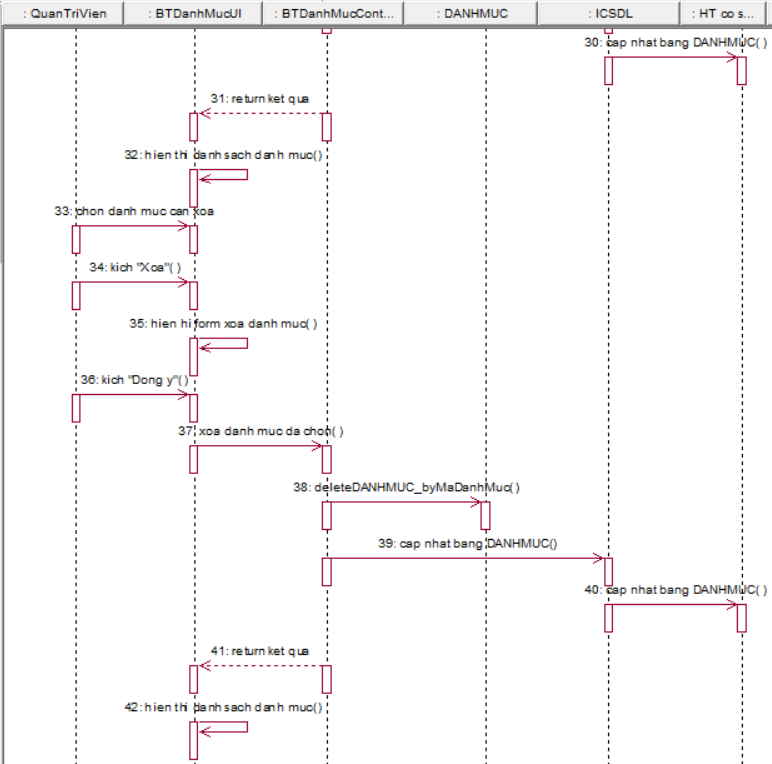 : QuanTriVien
: BTDanhMucUI
: BTDanhMucCont...
: DANHMUC
: ICSDL
: HT co s...
30: cap nhat bang DANHMUC( )
31: return ket qua
32: hien thi danh sach danh muc()
33: chon danh muc can xoa
34: kich "Xoa"( )
35: hien hi form xoa danh muc( )
36: kich "Dong y"( )
37: xoa danh muc da chon( )
38: deleteDANHMUC_byMaDanhMuc( )
39: cap nhat bang DANHMUC()
40: cap nhat bang DANHMUC( )
41: return ket qua
42: hien thi danh sach danh muc()